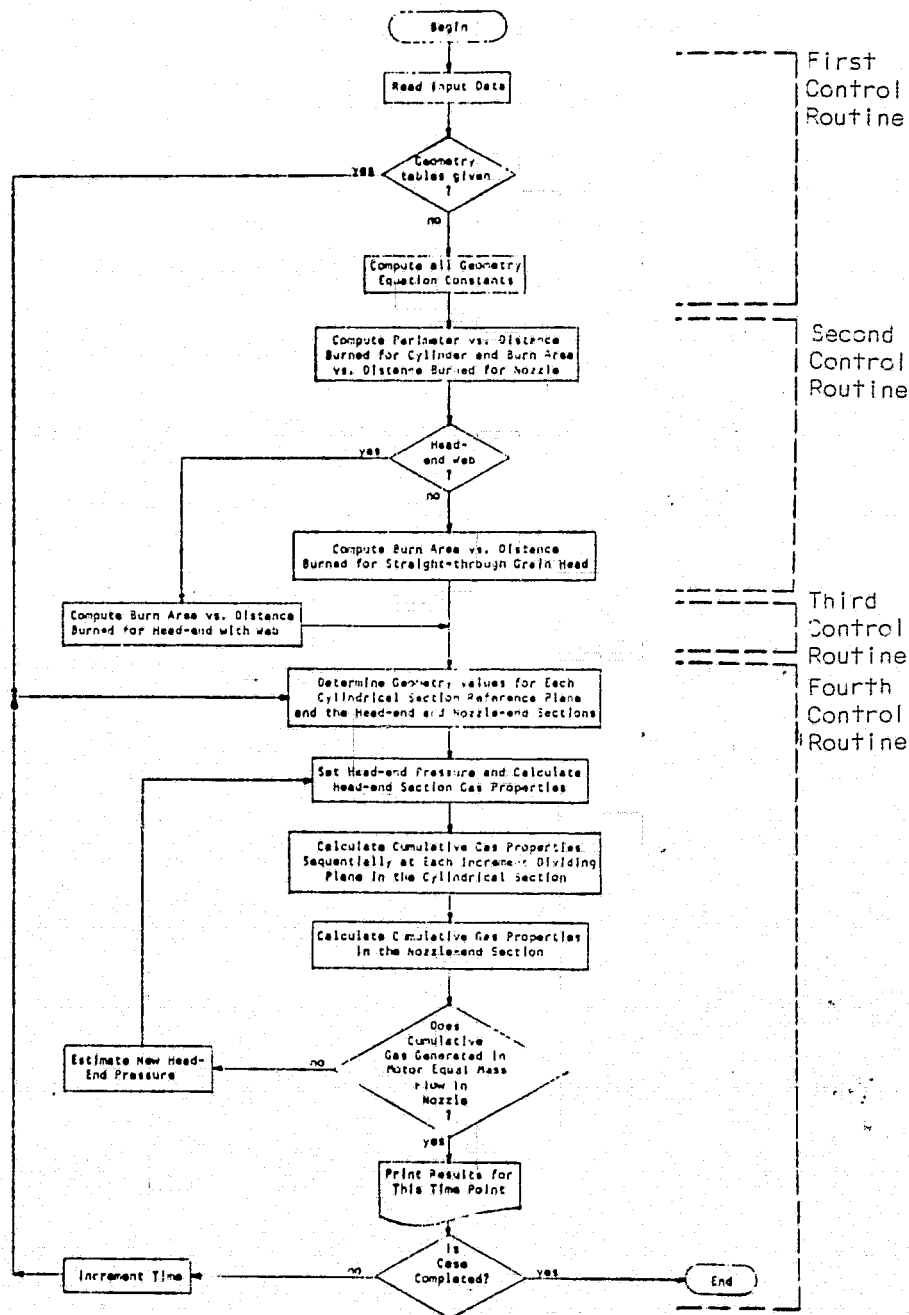 Begin
First
Control
Routine
Read Input Data
Geometry
tables given
?
yes
no
Compute all Geometry
Equation Constants
Second
Control
Routine
Compute Perimeter vs. Distance
Burned for Cylinder and Burn Area
vs. Distance Burned for Nozzle
Head-
end Web
?
yes
no
Compute Burn Area vs. Distance
Burned for Straight-through Grain Head
Third
Control
Routine
Compute Burn Area vs. Distance
Burned for Head-end with Web
Fourth
Control
Routine
Determine Geometry values for Each
Cylindrical Section Reference Plane
and the Head-end and Nozzle-end Sections
Set Head-end Pressure and Calculate
Head-end Section Gas Properties
Calculate Cumulative Gas Properties
Sequentially at Each Increment Dividing
Plane in the Cylindrical Section
Calculate Cumulative Gas Properties
in the Nozzle-end Section
Does
Cumulative
Gas Generated in
Motor Equal Mass
Flow in
Nozzle
?
no
Estimate New Head-
End Pressure
yes
Print Results for
This Time Point
Is
Case
Completed?
no
Increment Time
yes
End